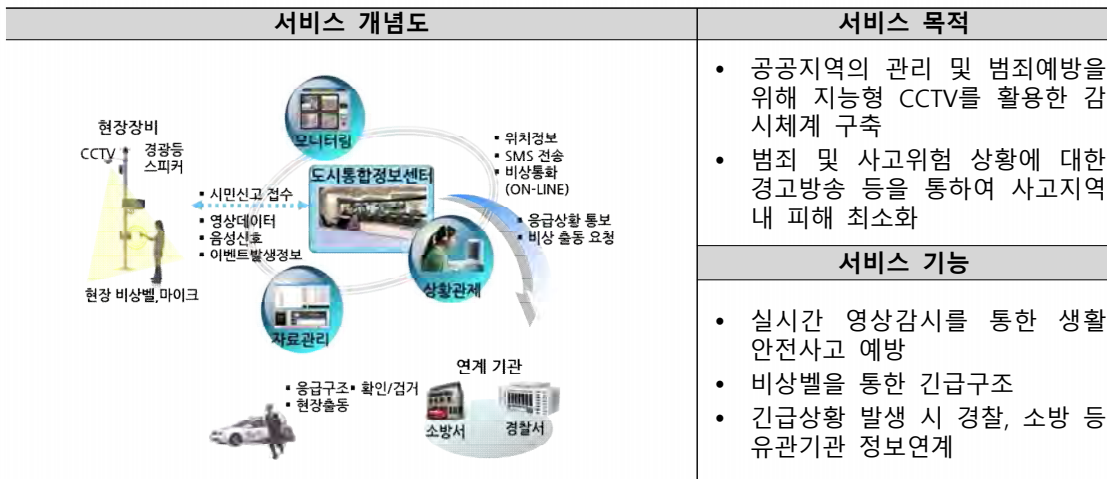 서비스 개념도
현장장비
CCTV
경광등
스피커
현장 비상벨,마이크
▪ 시민신고 접수
▪ 영상데이터
▪ 음성신호
▪ 이벤트발생정보
모니터링
도시통합정보센터
상황관제
자료관리
▪ 위치정보
▪ SMS 전송
▪ 비상통화
(ON-LINE)
▪ 응급상황 통보
▪ 비상 출동 요청
연계 기관
소방서
경찰서
▪ 응급구조▪ 확인/검거
▪ 현장출동
서비스 목적
• 공공지역의 관리 및 범죄예방을
위해 지능형 CCTV를 활용한 감
시체계 구축
• 범죄 및 사고위험 상황에 대한
경고방송 등을 통하여 사고지역
내 피해 최소화
서비스 기능
• 실시간 영상감시를 통한 생활
안전사고 예방
• 비상벨을 통한 긴급구조
• 긴급상황 발생 시 경찰, 소방 등
유관기관 정보연계